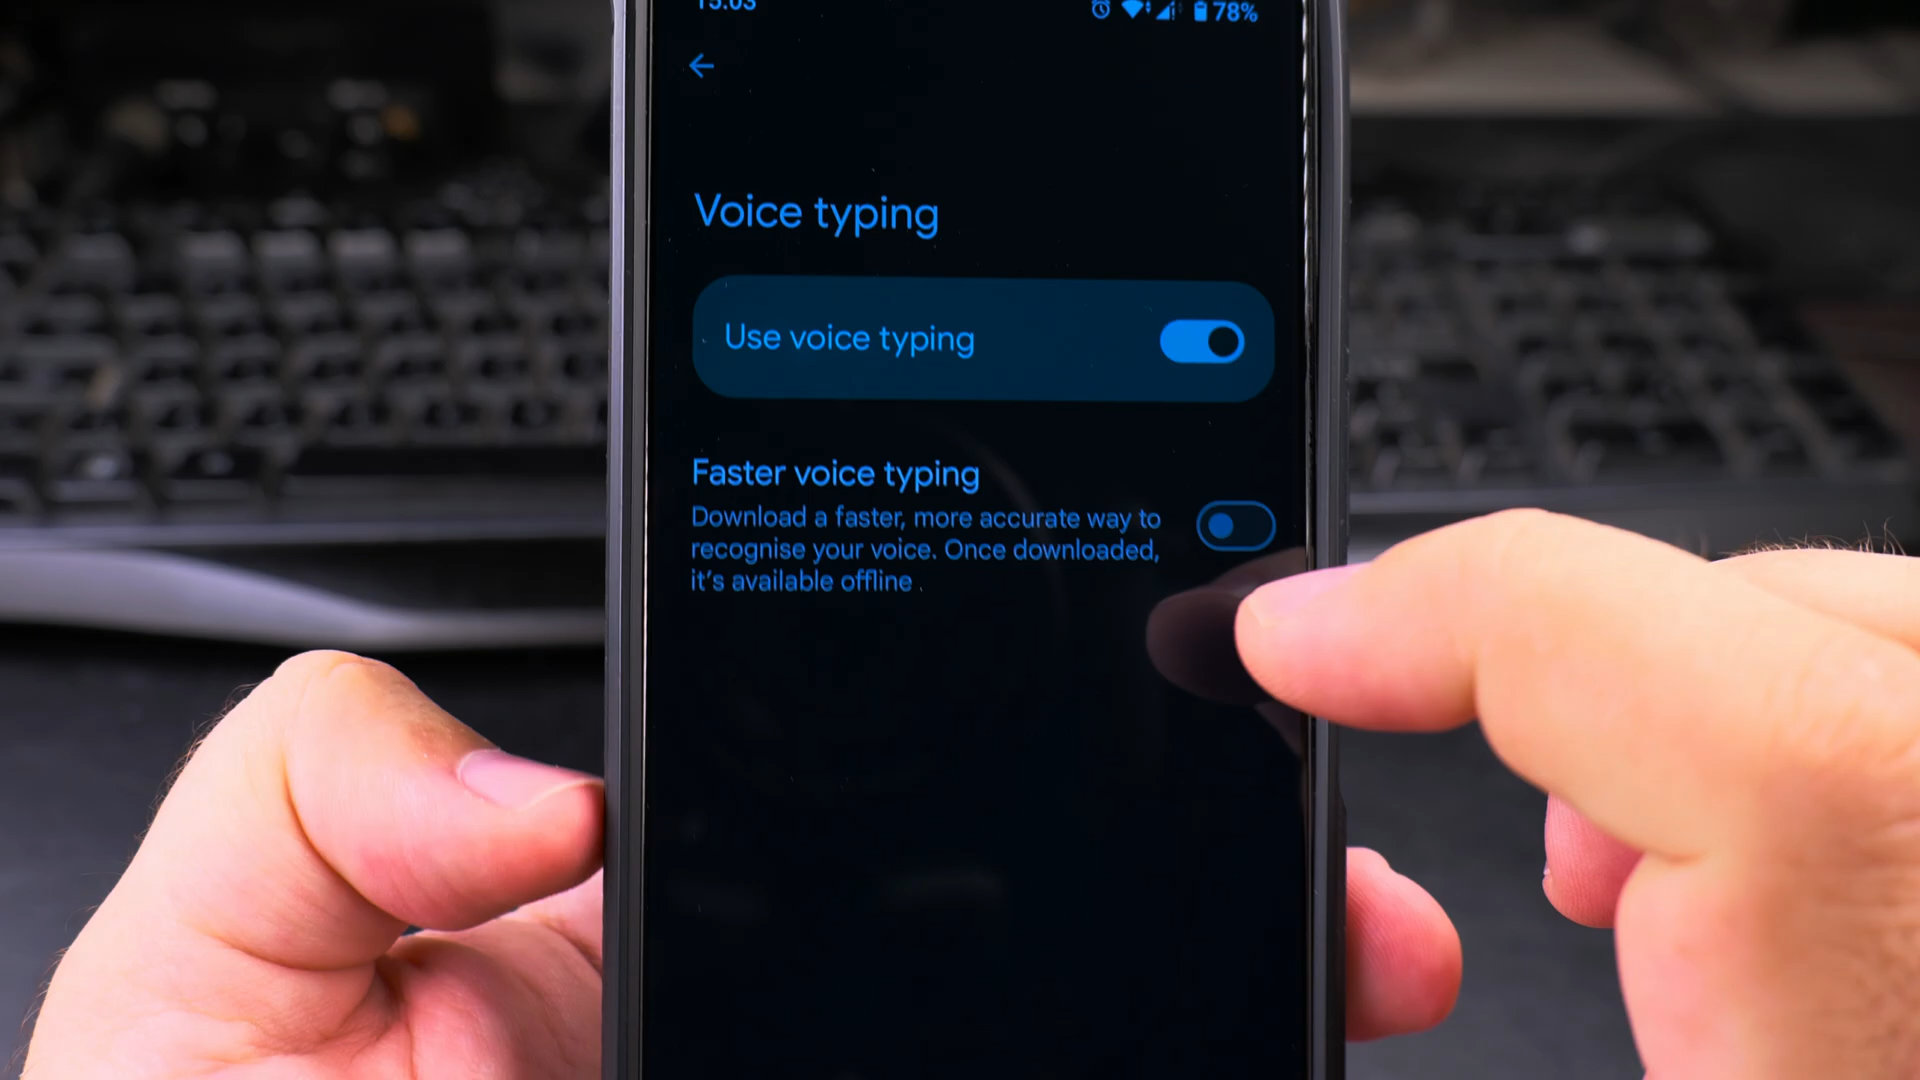 15:03
78%
Voice typing
Use voice typing
Faster voice typing
Download a faster, more accurate way to
recognise your voice. Once downloaded,
it's available offline